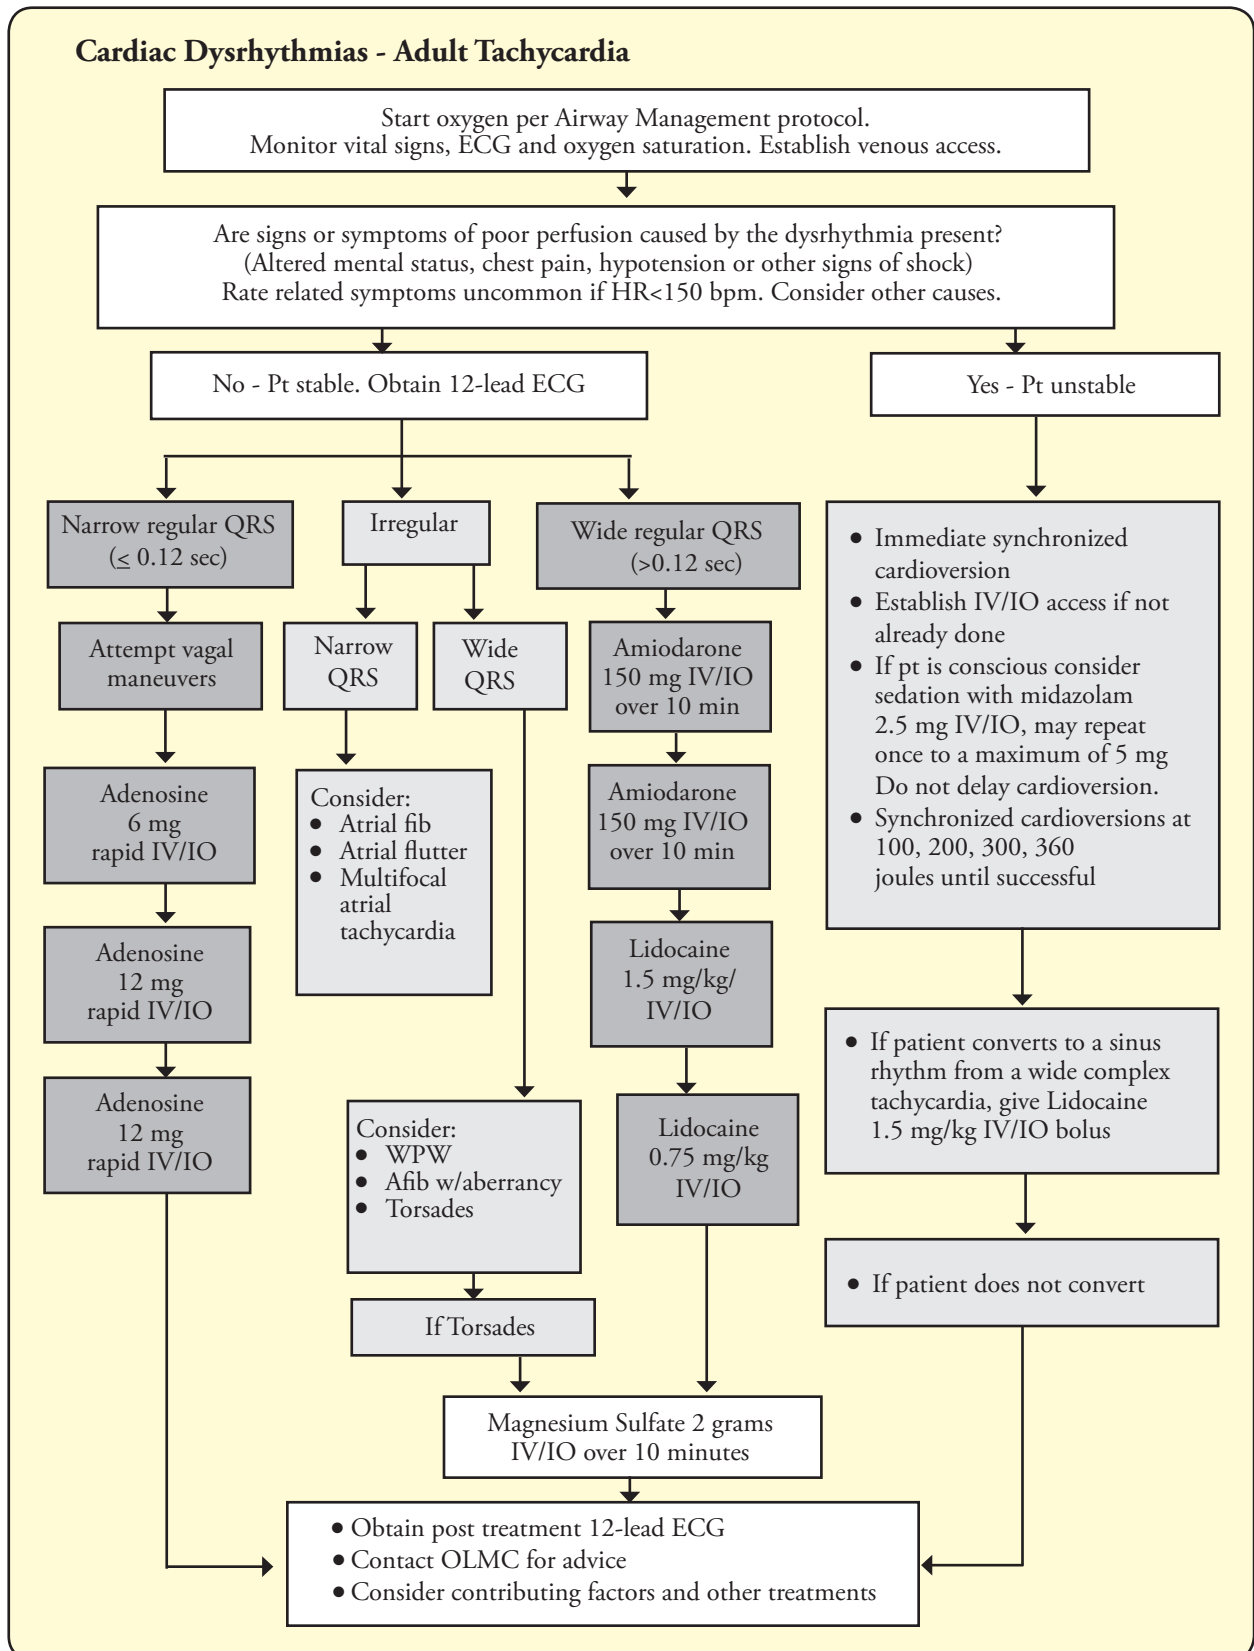 Cardiac Dysrhythmias - Adult Tachycardia
Start oxygen per Airway Management protocol.
Monitor vital signs, ECG and oxygen saturation. Establish venous access.
Are signs or symptoms of poor perfusion caused by the dysrhythmia present?
(Altered mental status, chest pain, hypotension or other signs of shock)
Rate related symptoms uncommon if HR<150 bpm. Consider other causes.
No - Pt stable. Obtain 12-lead ECG
Yes - Pt unstable
Narrow regular QRS
(≤ 0.12 sec)
Attempt vagal
maneuvers
Adenosine
6 mg
rapid IV/IO
Adenosine
12 mg
rapid IV/IO
Adenosine
12 mg
rapid IV/IO
Irregular
Narrow
QRS
Consider:
• Atrial fib
• Atrial flutter
• Multifocal
atrial
tachycardia
Wide
QRS
Consider:
• WPW
• Afib w/aberrancy
• Torsades
If Torsades
Wide regular QRS
(>0.12 sec)
Amiodarone
150 mg IV/IO
over 10 min
Amiodarone
150 mg IV/IO
over 10 min
Lidocaine
1.5 mg/kg/
IV/IO
Lidocaine
0.75 mg/kg
IV/IO
Magnesium Sulfate 2 grams
IV/IO over 10 minutes
• Immediate synchronized
cardioversion
• Establish IV/IO access if not
already done
• If pt is conscious consider
sedation with midazolam
2.5 mg IV/IO, may repeat
once to a maximum of 5 mg
Do not delay cardioversion.
• Synchronized cardioversions at
100, 200, 300, 360
joules until successful
• If patient converts to a sinus
rhythm from a wide complex
tachycardia, give Lidocaine
1.5 mg/kg IV/IO bolus
• If patient does not convert
• Obtain post treatment 12-lead ECG
• Contact OLMC for advice
• Consider contributing factors and other treatments